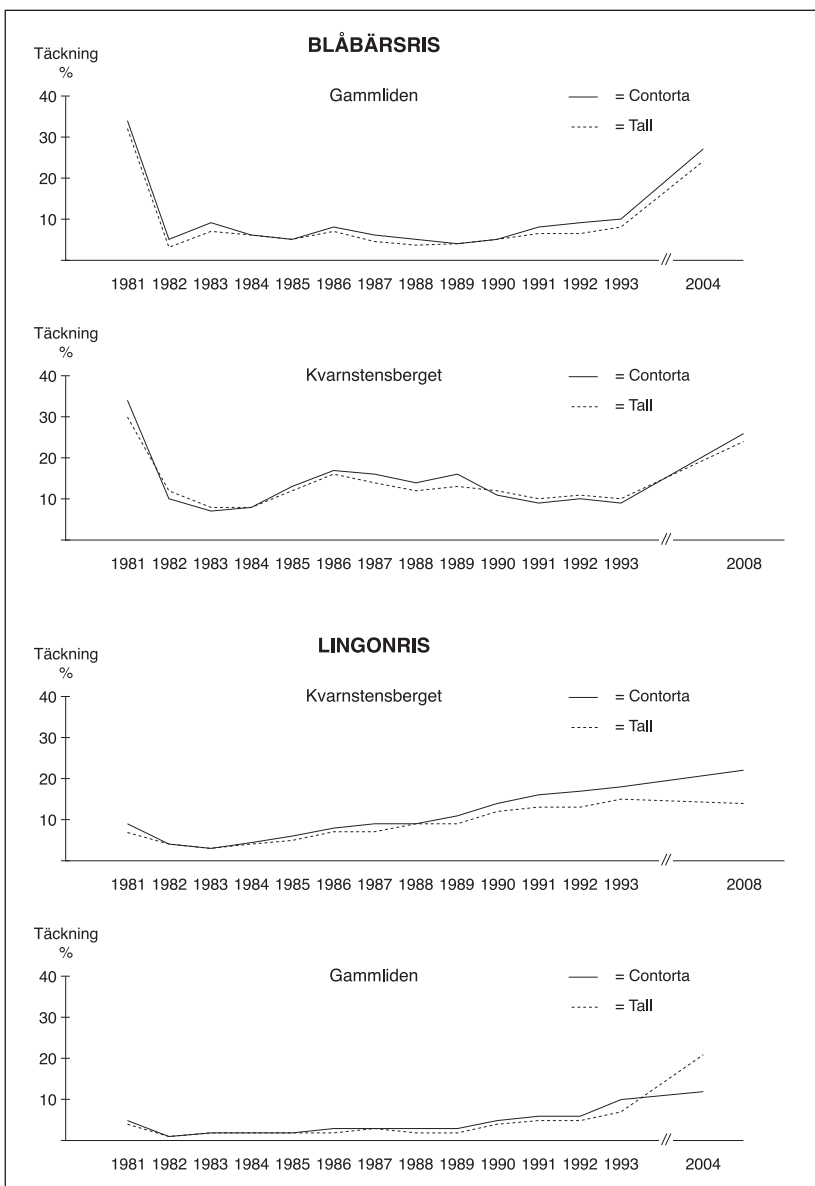 BLÅBÄRSRIS
Täckning
%
Gammliden
= Contorta
= Tall
40
30
20
10
1981 1982 1983 1984 1985 1986 1987 1988 1989 1990 1991 1992 1993 // 2004
Täckning
%
Kvarnstensberget
= Contorta
= Tall
40
30
20
10
1981 1982 1983 1984 1985 1986 1987 1988 1989 1990 1991 1992 1993 // 2008
LINGONRIS
Täckning
%
Kvarnstensberget
= Contorta
= Tall
40
30
20
10
1981 1982 1983 1984 1985 1986 1987 1988 1989 1990 1991 1992 1993 // 2008
Täckning
%
Gammliden
= Contorta
= Tall
40
30
20
10
1981 1982 1983 1984 1985 1986 1987 1988 1989 1990 1991 1992 1993 // 2004